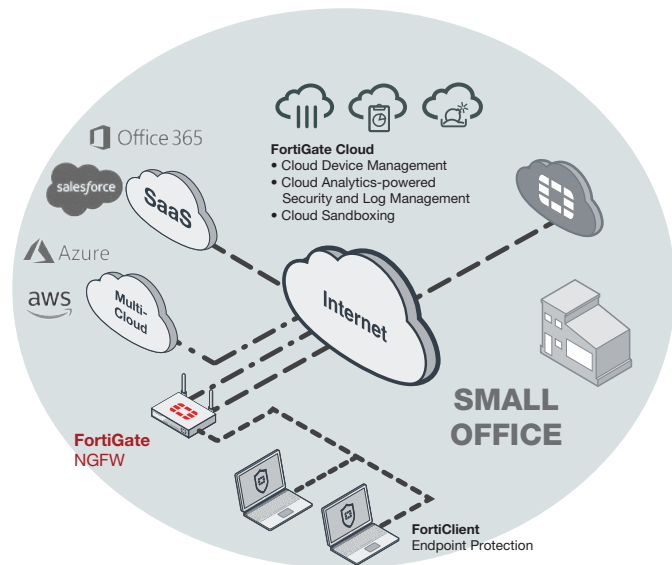 Office 365
salesforce
SaaS
Azure
aws
Multi-
Cloud
FortiGate Cloud
• Cloud Device Management
• Cloud Analytics-powered
Security and Log Management
• Cloud Sandboxing
Internet
SMALL
OFFICE
FortiGate
NGFW
FortiClient
Endpoint Protection